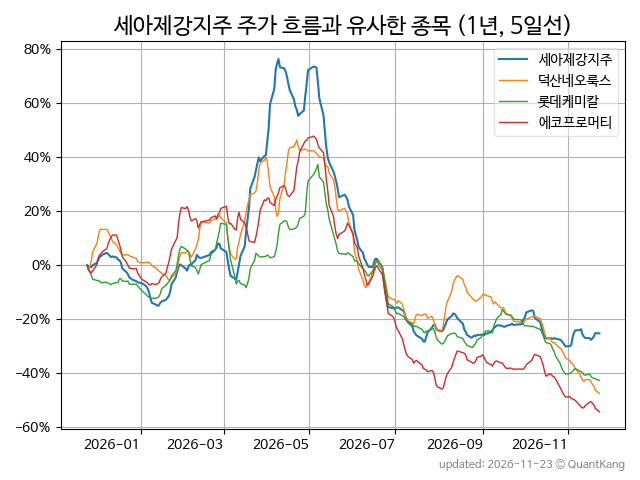 세아제강지주 주가 흐름과 유사한 종목 (1년, 5일선)
세아제강지주
덕산네오룩스
롯데케미칼
에코프로머티
80%
60%
40%
20%
0%
−20%
−40%
−60%
2026-01 2026-03 2026-05 2026-07 2026-09 2026-11
updated: 2026-11-23 © QuantKang